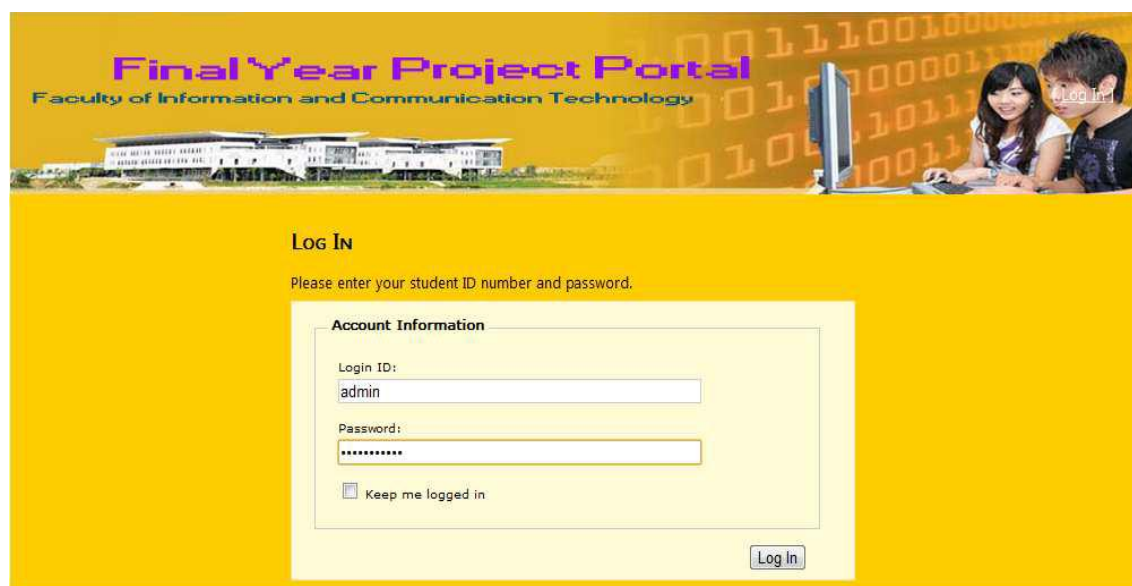 Final Year Project Portal
Faculty of Information and Communication Technology
[ Log In ]
LOG IN
Please enter your student ID number and password.
Account Information
Login ID:
admin
Password:
•••••••••••
Keep me logged in
Log In